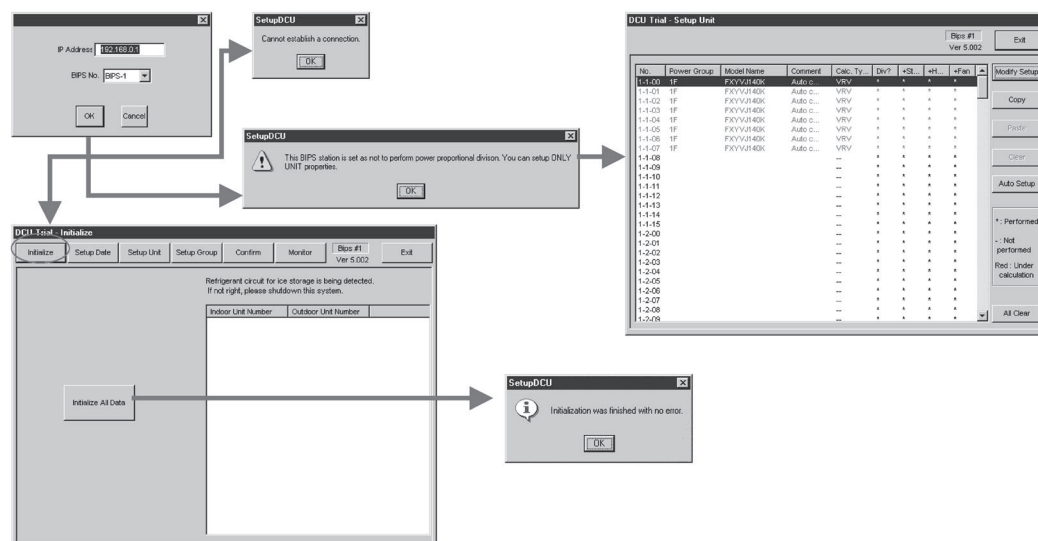 IP Address 192.168.0.1
BIPS No. BIPS-1
OK Cancel
SetupDCU
Cannot establish a connection.
OK
SetupDCU
This BIPS station is set as not to perform power proportional divison. You can setup ONLY
UNIT properties.
OK
DCU Trial - Setup Unit
Bips #1
Ver 5.002
Exit
No. Power Group Model Name Comment Calc. Ty... Div? +St... +H... +Fan
1-1-00 1F FXYVJ140K Auto c... VRV * * * *
1-1-01 1F FXYVJ140K Auto c... VRV * * * *
1-1-02 1F FXYVJ140K Auto c... VRV * * * *
1-1-03 1F FXYVJ140K Auto c... VRV * * * *
1-1-04 1F FXYVJ140K Auto c... VRV * * * *
1-1-05 1F FXYVJ140K Auto c... VRV * * * *
1-1-06 1F FXYVJ140K Auto c... VRV * * * *
1-1-07 1F FXYVJ140K Auto c... VRV * * * *
1-1-08 -- * * * *
1-1-09 -- * * * *
1-1-10 -- * * * *
1-1-11 -- * * * *
1-1-12 -- * * * *
1-1-13 -- * * * *
1-1-14 -- * * * *
1-1-15 -- * * * *
1-2-00 -- * * * *
1-2-01 -- * * * *
1-2-02 -- * * * *
1-2-03 -- * * * *
1-2-04 -- * * * *
1-2-05 -- * * * *
1-2-06 -- * * * *
1-2-07 -- * * * *
1-2-08 -- * * * *
1-2-09 -- * * * *
Modify Setup
Copy
Paste
Clear
Auto Setup
* : Performed
- : Not
performed
Red : Under
calculation
All Clear
DCU Trial - Initialize
Initialize Setup Date Setup Unit Setup Group Confirm Monitor Bips #1 Exit
Ver 5.002
Refrigerant circuit for ice storage is being detected.
If not right, please shutdown this system.
Indoor Unit Number Outdoor Unit Number
Initialize All Data
SetupDCU
Initialization was finished with no error.
OK